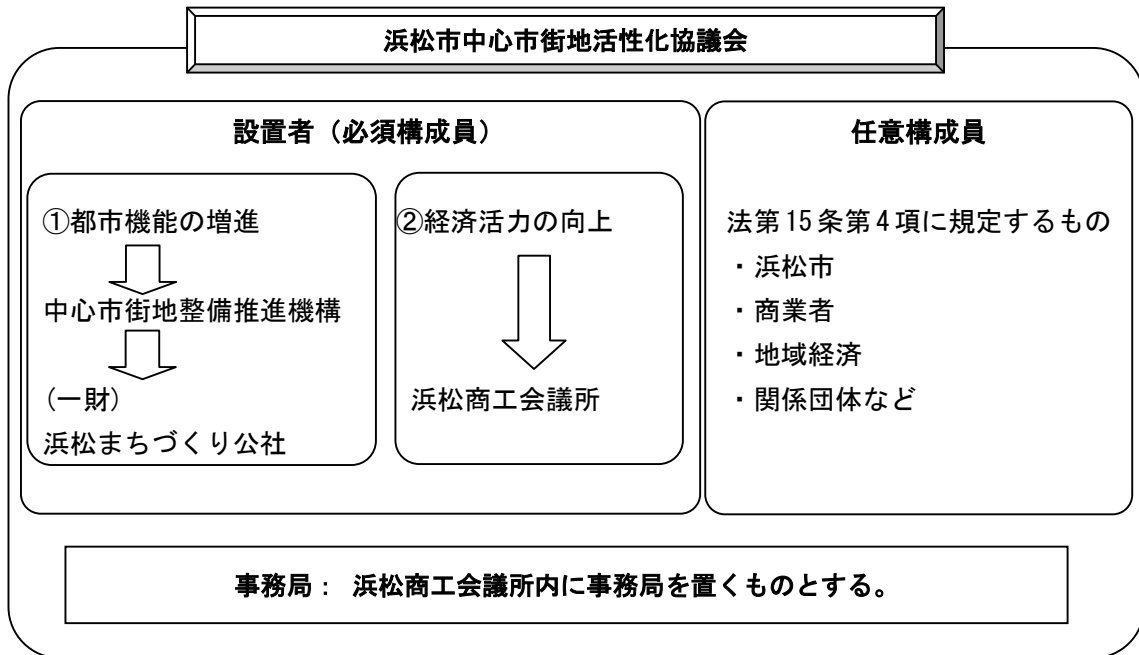 浜松市中心市街地活性化協議会
設置者（必須構成員）
①都市機能の増進
中心市街地整備推進機構
(一財)
浜松まちづくり公社
②経済活力の向上
浜松商工会議所
任意構成員
法第15条第4項に規定するもの
・浜松市
・商業者
・地域経済
・関係団体など
事務局： 浜松商工会議所内に事務局を置くものとする。